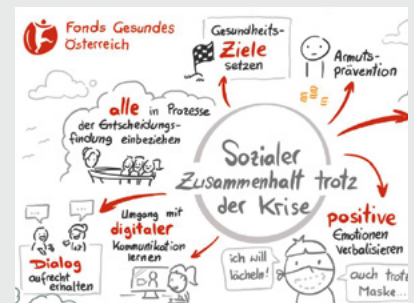 Fonds Gesundes
Österreich
Gesundheits-
Ziele
setzen
Armuts-
prävention
alle in Prozesse
der Entscheidungs-
findung einbeziehen
Sozialer
Zusammenhalt trotz
der Krise
Dialog
aufrecht
erhalten
Umgang mit
digitaler
Kommunikation
lernen
positive
Emotionen
verbalisieren
ich will
lächeln!
auch trotz
Maske...